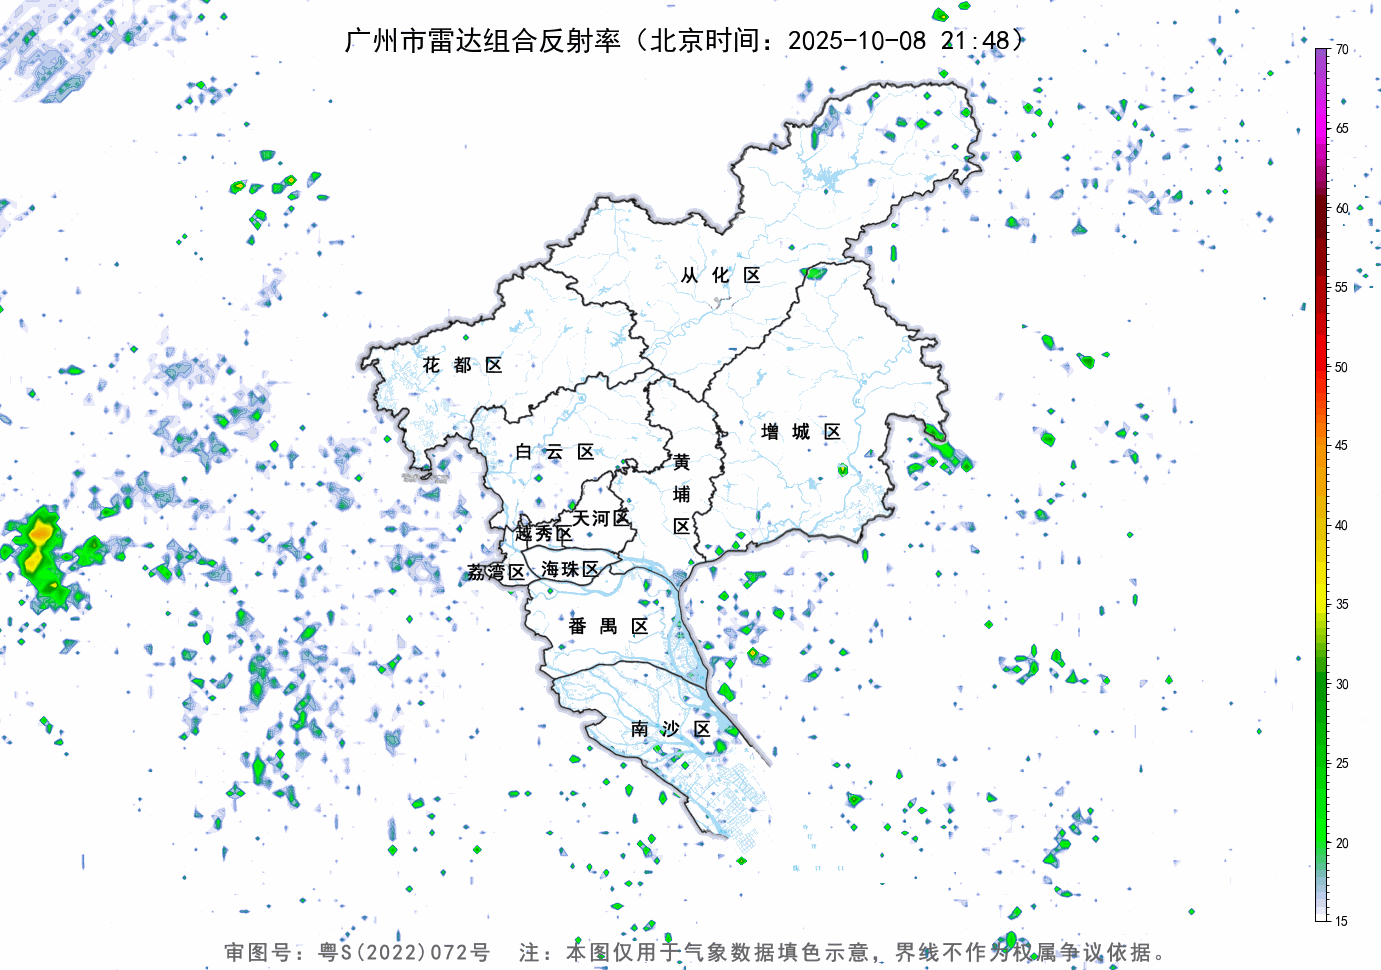 广州市雷达组合反射率（北京时间：2025-10-08 21:48）
70
65
60
55
50
45
40
35
30
25
20
15
从化区
花都区
增城区
白云区
黄埔区
天河区
越秀区
荔湾区
海珠区
番禺区
南沙区
审图号：粤S(2022)072号 注：本图仅用于气象数据填色示意，界线不作为权属争议依据。